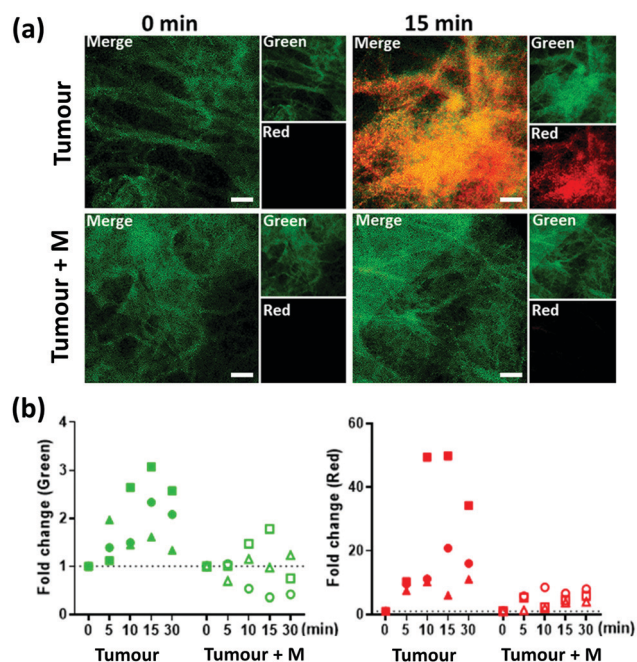 (a)
0 min
15 min
Tumour
Merge
Green
Red
Merge
Green
Red
Tumour + M
Merge
Green
Red
Merge
Green
Red
(b)
Fold change (Green)
4
3
2
1
0
0 5 10 15 30 0 5 10 15 30 (min)
Tumour Tumour + M
Fold change (Red)
60
40
20
0
0 5 10 15 30 0 5 10 15 30 (min)
Tumour Tumour + M